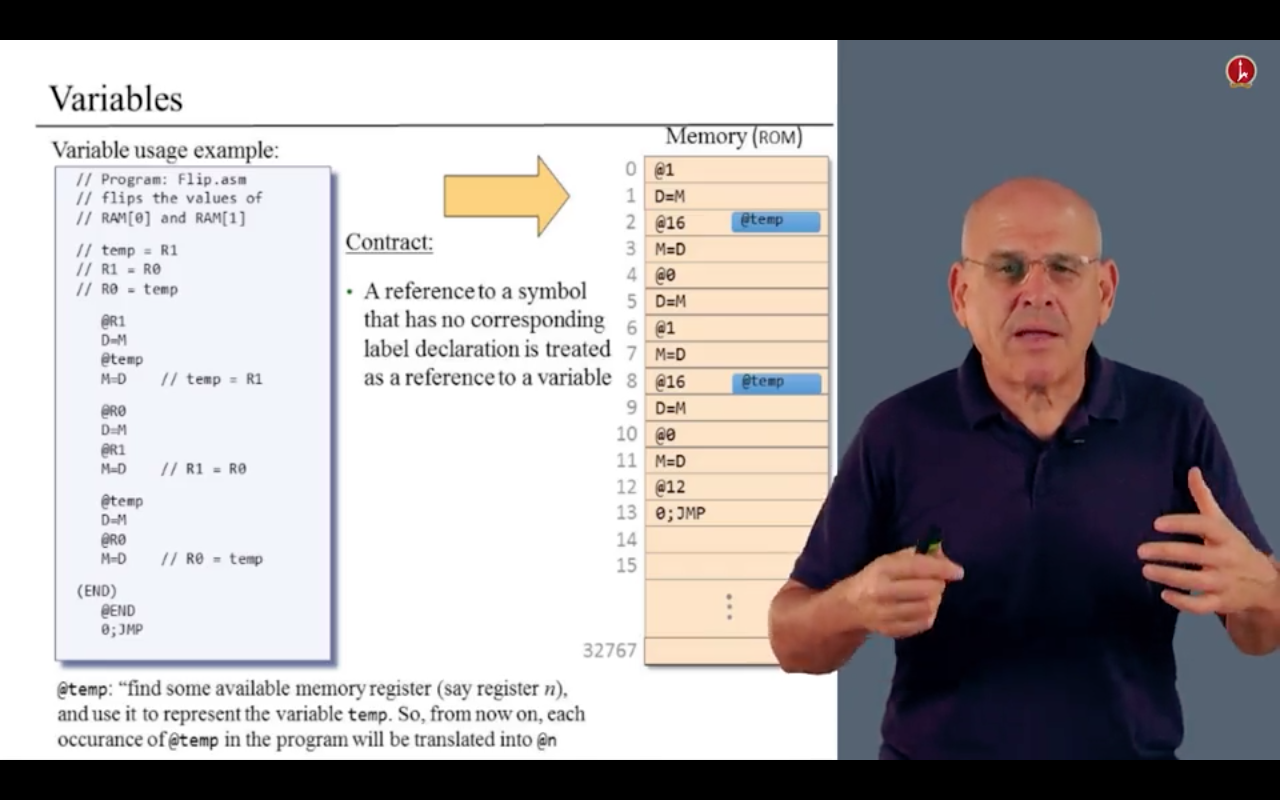 Variables
Variable usage example:
// Program: Flip.asm
// flips the values of
// RAM[0] and RAM[1]
// temp = R1
// R1 = R0
// R0 = temp
@R1
D=M
@temp
M=D // temp = R1
@R0
D=M
@R1
M=D // R1 = R0
@temp
D=M
@R0
M=D // R0 = temp
(END)
@END
0;JMP
@temp: “find some available memory register (say register n),
and use it to represent the variable temp. So, from now on, each
occurance of @temp in the program will be translated into @n
Contract:
• A reference to a symbol
that has no corresponding
label declaration is treated
as a reference to a variable
Memory (ROM)
0 @1
1 D=M
2 @16 @temp
3 M=D
4 @0
5 D=M
6 @1
7 M=D
8 @16 @temp
9 D=M
10 @0
11 M=D
12 @12
13 0;JMP
14
15
32767